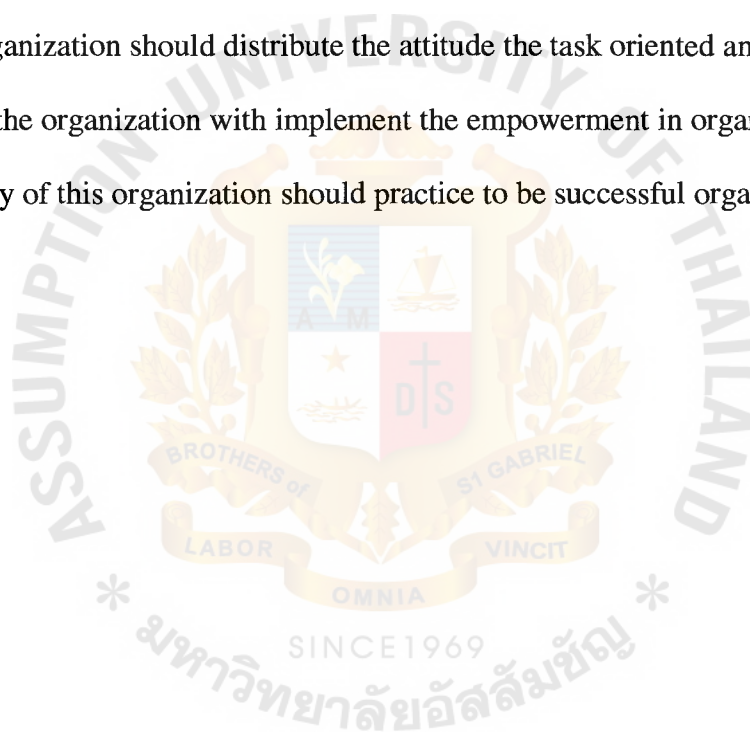 ganization should distribute the attitude the task oriented an
the organization with implement the empowerment in orga
y of this organization should practice to be successful orga
ASSUMPTION UNIVERSITY OF THAILAND
A M
D S
BROTHERS of ST GABRIEL
LABOR OMNIA VINCIT
SINCE1969
* มหาวิทยาลัยอัสสัมชัญ *